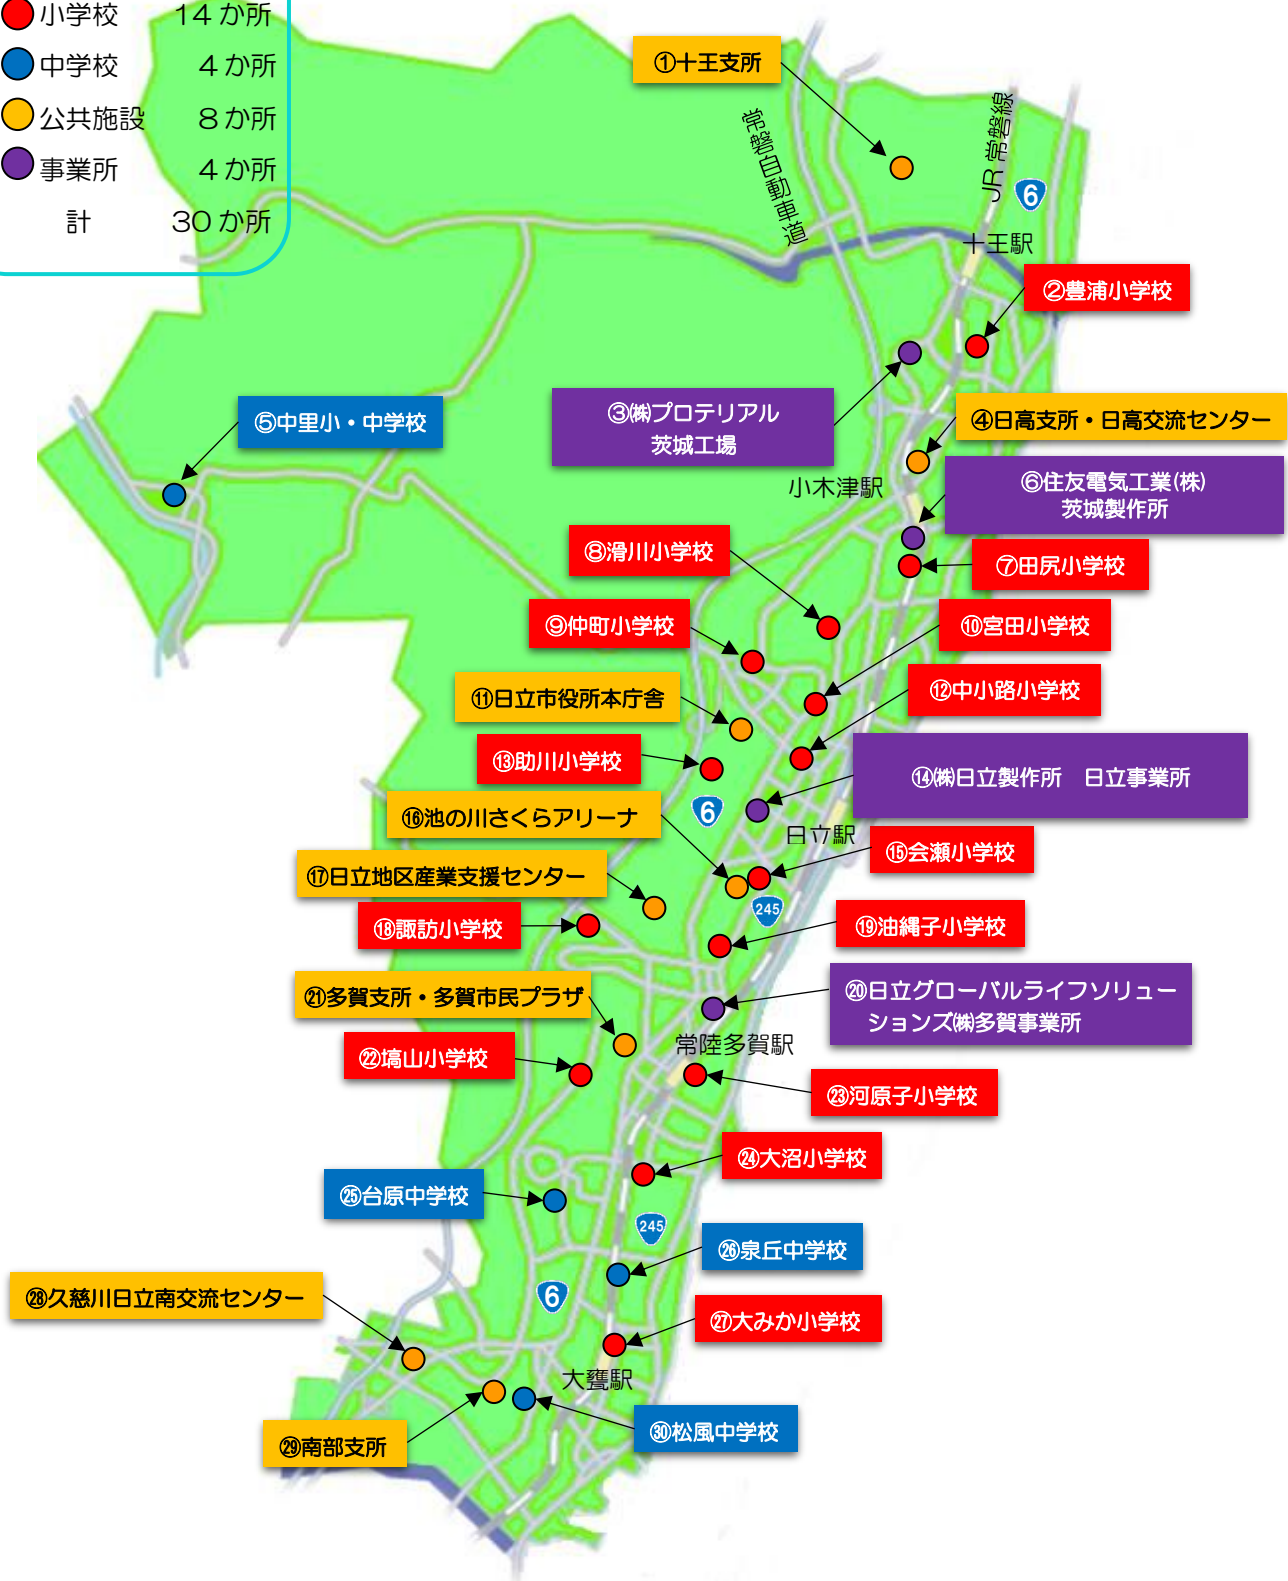 小学校 14か所
中学校 4か所
公共施設 8か所
事業所 4か所
計 30か所
①十王支所
常磐自動車道
JR常磐線
6
十王駅
②豊浦小学校
③㈱プロテリアル
茨城工場
④日高支所・日高交流センター
⑤中里小・中学校
小木津駅
⑥住友電気工業(株)
茨城製作所
⑦田尻小学校
⑧滑川小学校
⑨仲町小学校
⑩宮田小学校
⑪日立市役所本庁舎
⑫中小路小学校
⑬助川小学校
⑭㈱日立製作所 日立事業所
6
⑯池の川さくらアリーナ
日立駅
⑮会瀬小学校
⑰日立地区産業支援センター
245
⑱諏訪小学校
⑲油縄子小学校
⑳日立グローバルライフソリュー
ションズ㈱多賀事業所
㉑多賀支所・多賀市民プラザ
常陸多賀駅
㉒塙山小学校
㉓河原子小学校
㉔大沼小学校
㉕台原中学校
245
㉖泉丘中学校
6
㉘久慈川日立南交流センター
㉗大みか小学校
大甕駅
㉙南部支所
㉚松風中学校